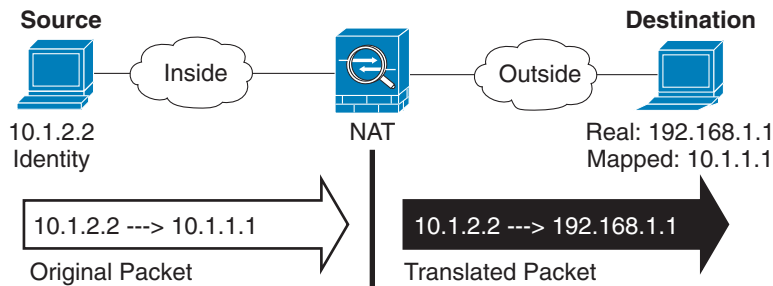 Source
Destination
Inside
Outside
10.1.2.2
Identity
NAT
Real: 192.168.1.1
Mapped: 10.1.1.1
10.1.2.2 ---> 10.1.1.1
10.1.2.2 ---> 192.168.1.1
Original Packet
Translated Packet